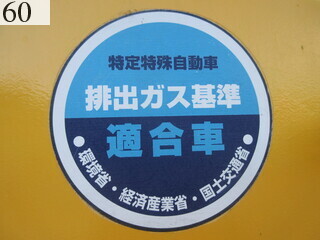 60
特定特殊自動車
排出ガス基準
適合車
・環境省・経済産業省・国土交通省・